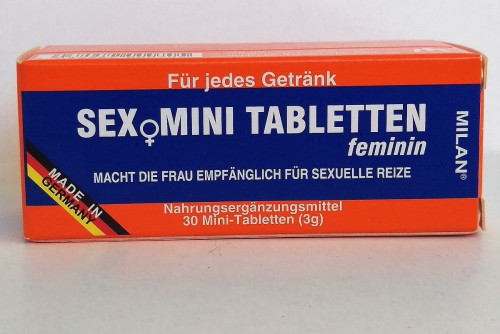 Für jedes Getränk
SEX♀MINI TABLETTEN
feminin
MACHT DIE FRAU EMPFÄNGLICH FÜR SEXUELLE REIZE
MILAN®
MADE IN
GERMANY
Nahrungsergänzungsmittel
30 Mini-Tabletten (3g)